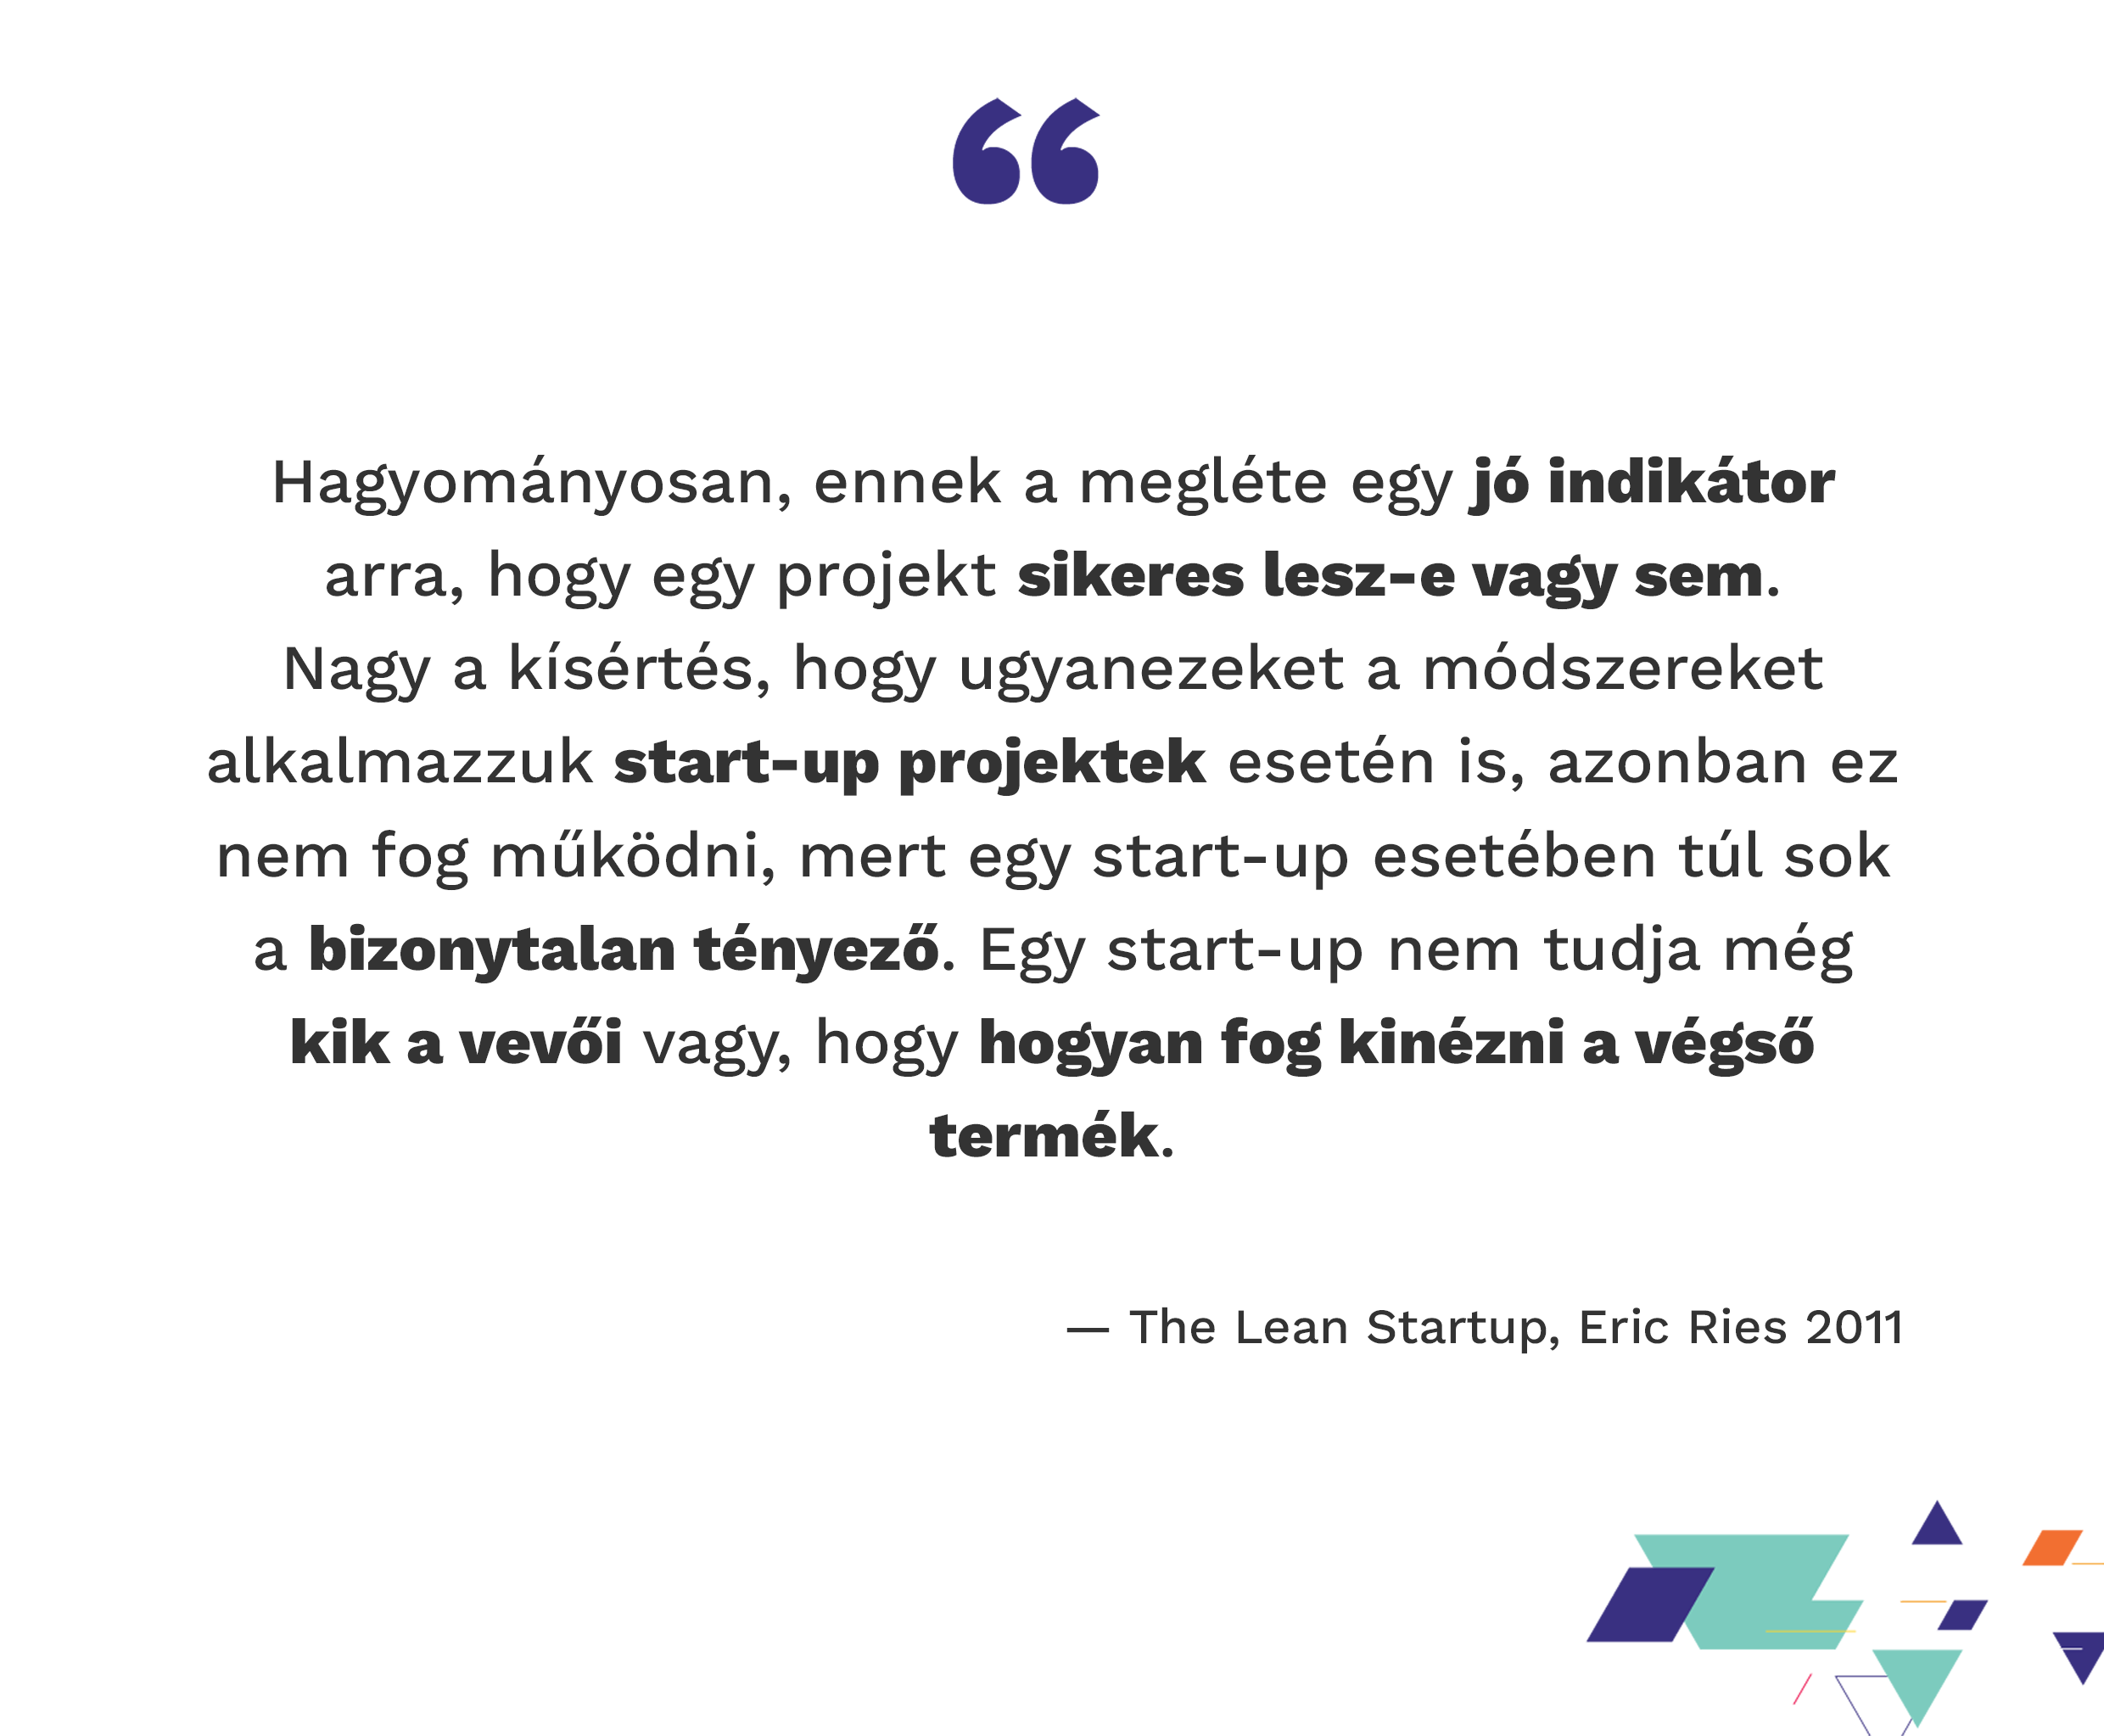 “
Hagyományosan, ennek a megléte egy jó indikátor
arra, hogy egy projekt sikeres lesz-e vagy sem.
Nagy a kísértés, hogy ugyanezeket a módszereket
alkalmazzuk start-up projektek esetén is, azonban ez
nem fog működni, mert egy start-up esetében túl sok
a bizonytalan tényező. Egy start-up nem tudja még
kik a vevői vagy, hogy hogyan fog kinézni a végső
termék.
— The Lean Startup, Eric Ries 2011